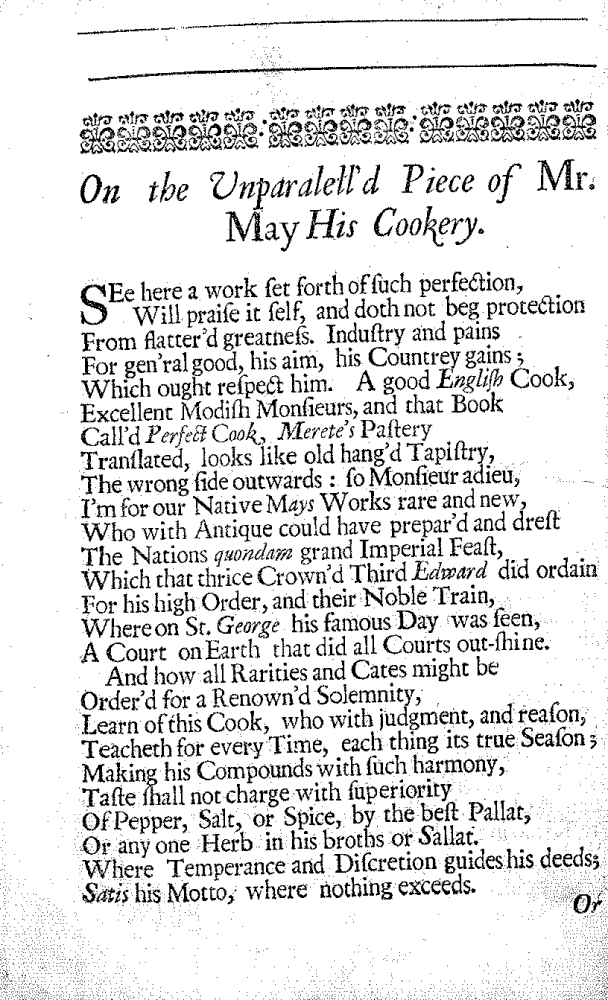 On the Unparalell'd Piece of Mr.
May His Cookery.
SEe here a work ſet forth of ſuch perfection,
Will praiſe it ſelf, and doth not beg protection
From flatter'd greatneſs. Induſtry and pains
For gen'ral good, his aim, his Countrey gains;
Which ought reſpect him. A good Engliſh Cook,
Excellent Modiſh Monſieurs, and that Book
Call'd Perfect Cook, Merete's Paſtery
Tranſlated, looks like old hang'd Tapiſtry,
The wrong ſide outwards: ſo Monſieur adieu,
I'm for our Native Mays Works rare and new,
Who with Antique could have prepar'd and dreſt
The Nations quondam grand Imperial Feaſt,
Which that thrice Crown'd Third Edward did ordain
For his high Order, and their Noble Train,
Whereon St. George his famous Day was ſeen,
A Court on Earth that did all Courts out-ſhine.
And how all Rarities and Cates might be
Order'd for a Renown'd Solemnity,
Learn of this Cook, who with judgment, and reaſon,
Teacheth for every Time, each thing its true Seaſon;
Making his Compounds with ſuch harmony,
Taſte ſhall not charge with ſuperiority
Of Pepper, Salt, or Spice, by the beſt Pallat,
Or any one Herb in his broths or Sallat.
Where Temperance and Diſcretion guides his deeds;
Satis his Motto, where nothing exceeds.
Or